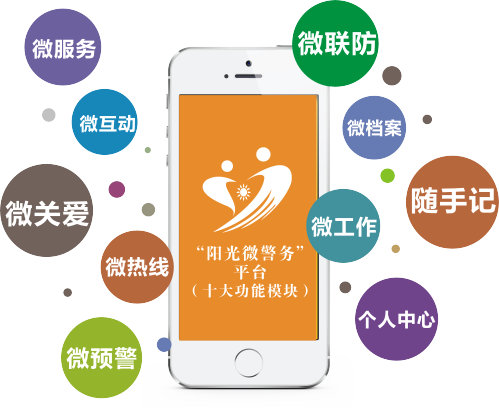 微联防
微服务
微互动
微档案
微关爱
随手记
微工作
“阳光微警务”
平台
（十大功能模块）
微热线
个人中心
微预警